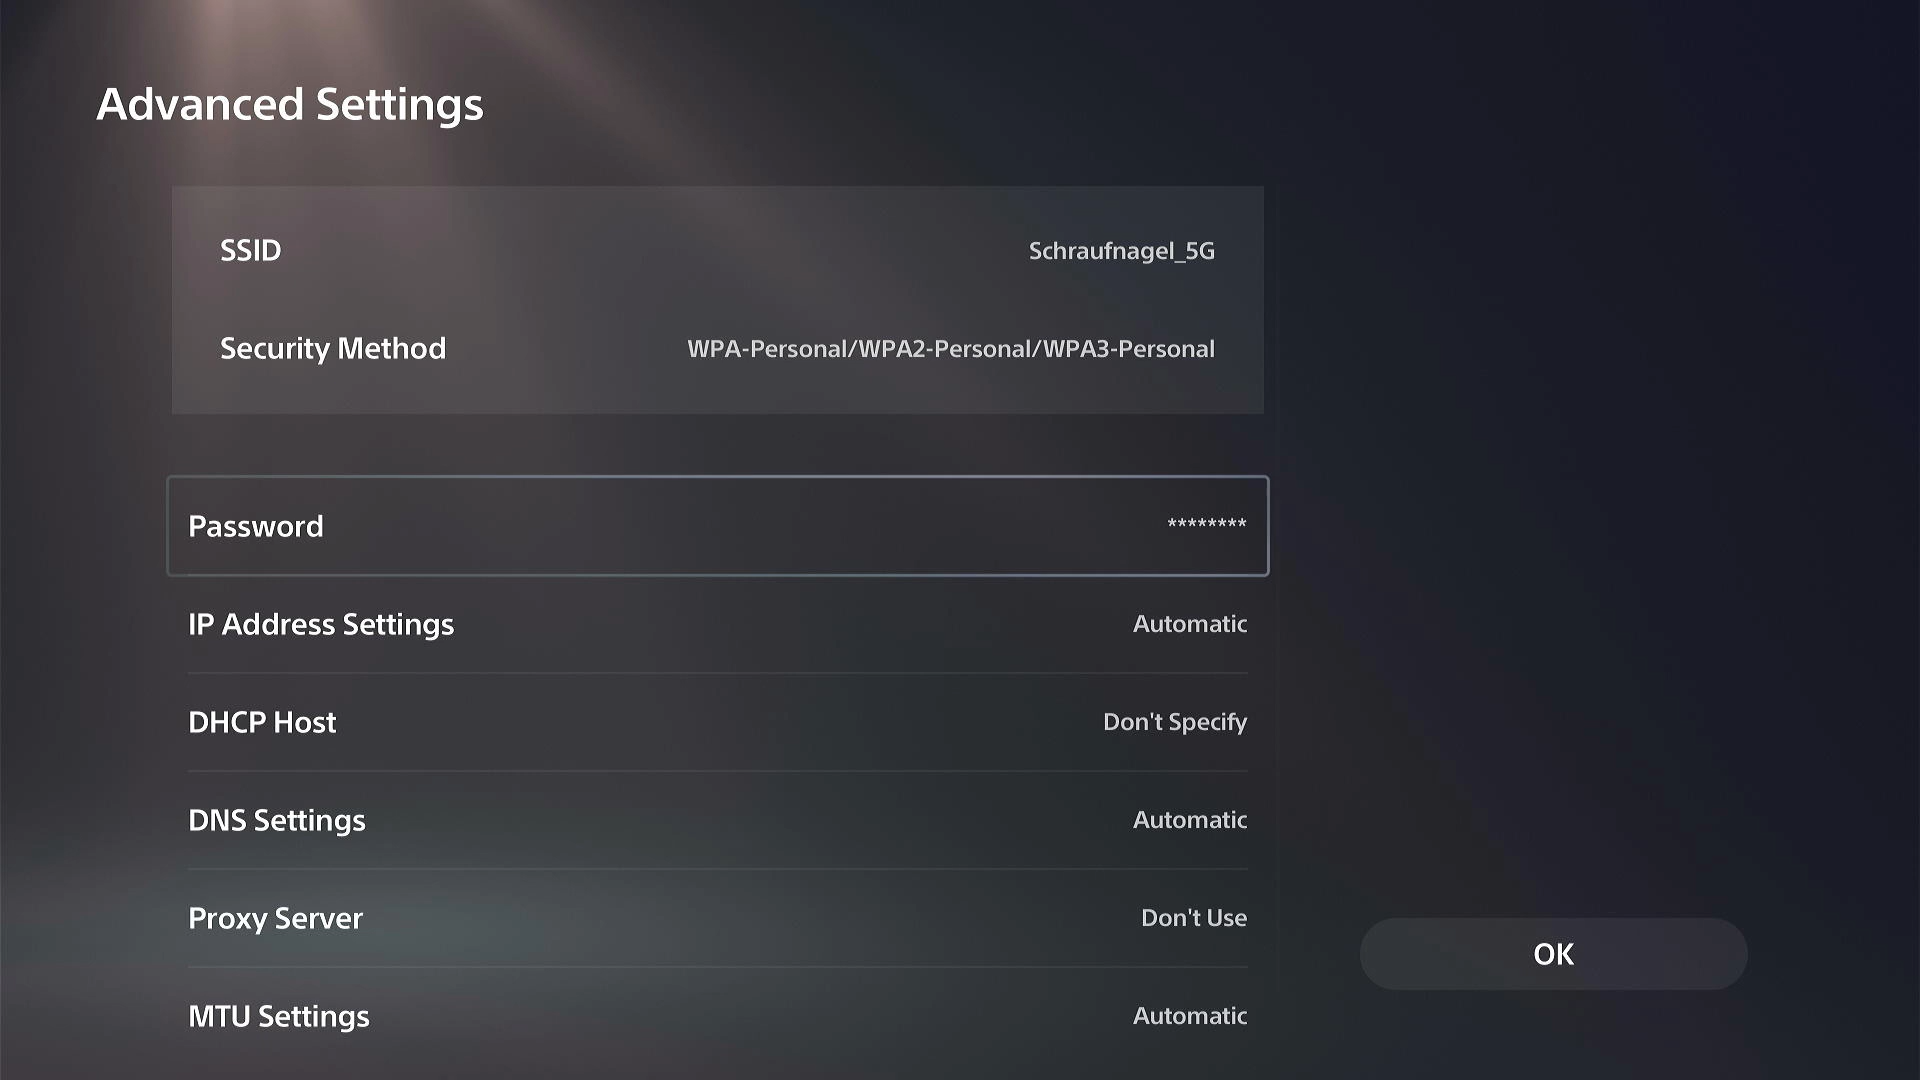 Advanced Settings
SSID Schraufnagel_5G
Security Method WPA-Personal/WPA2-Personal/WPA3-Personal
Password ********
IP Address Settings Automatic
DHCP Host Don't Specify
DNS Settings Automatic
Proxy Server Don't Use
OK
MTU Settings Automatic